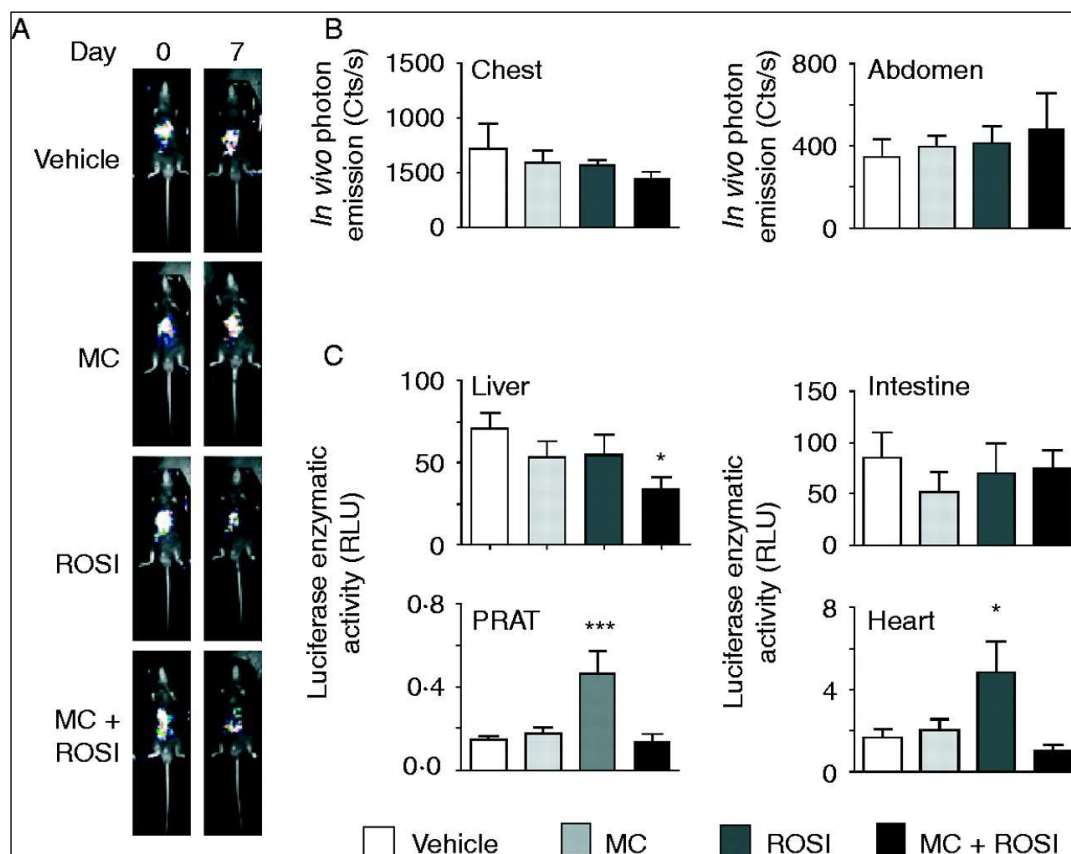 A
Day 0 7
Vehicle
MC
ROSI
MC +
ROSI
B
In vivo photon
emission (Cts/s)
1500
1000
1500
0
Chest
In vivo photon
emission (Cts/s)
800
400
0
Abdomen
C
Luciferase enzymatic
activity (RLU)
100
50
0
Liver
*
0·8
0·4
0·0
PRAT
***
Luciferase enzymatic
activity (RLU)
150
100
50
0
Intestine
8
4
0
Heart
*
Vehicle MC ROSI MC + ROSI